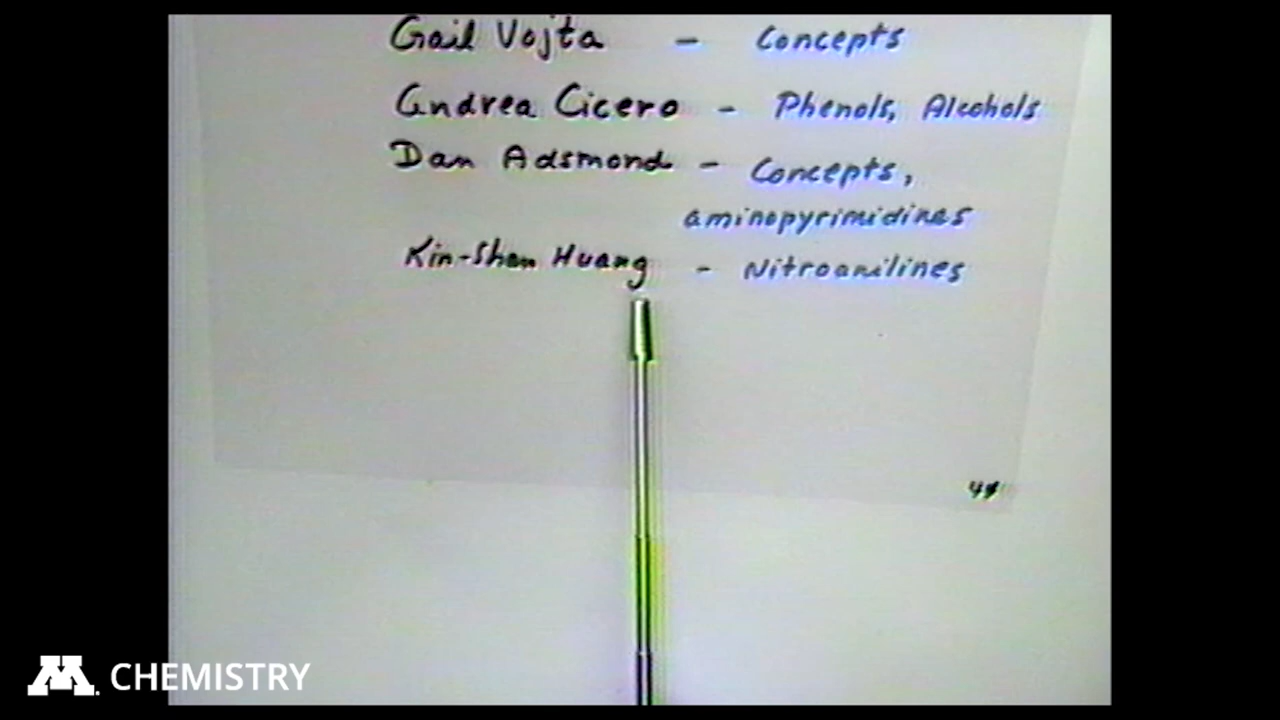 Gail Vojta - Concepts
Andrea Cicero - Phenols, Alcohols
Dan Adsmond - Concepts,
aminopyrimidines
Kin-Shan Huang - Nitroanilines
M. CHEMISTRY